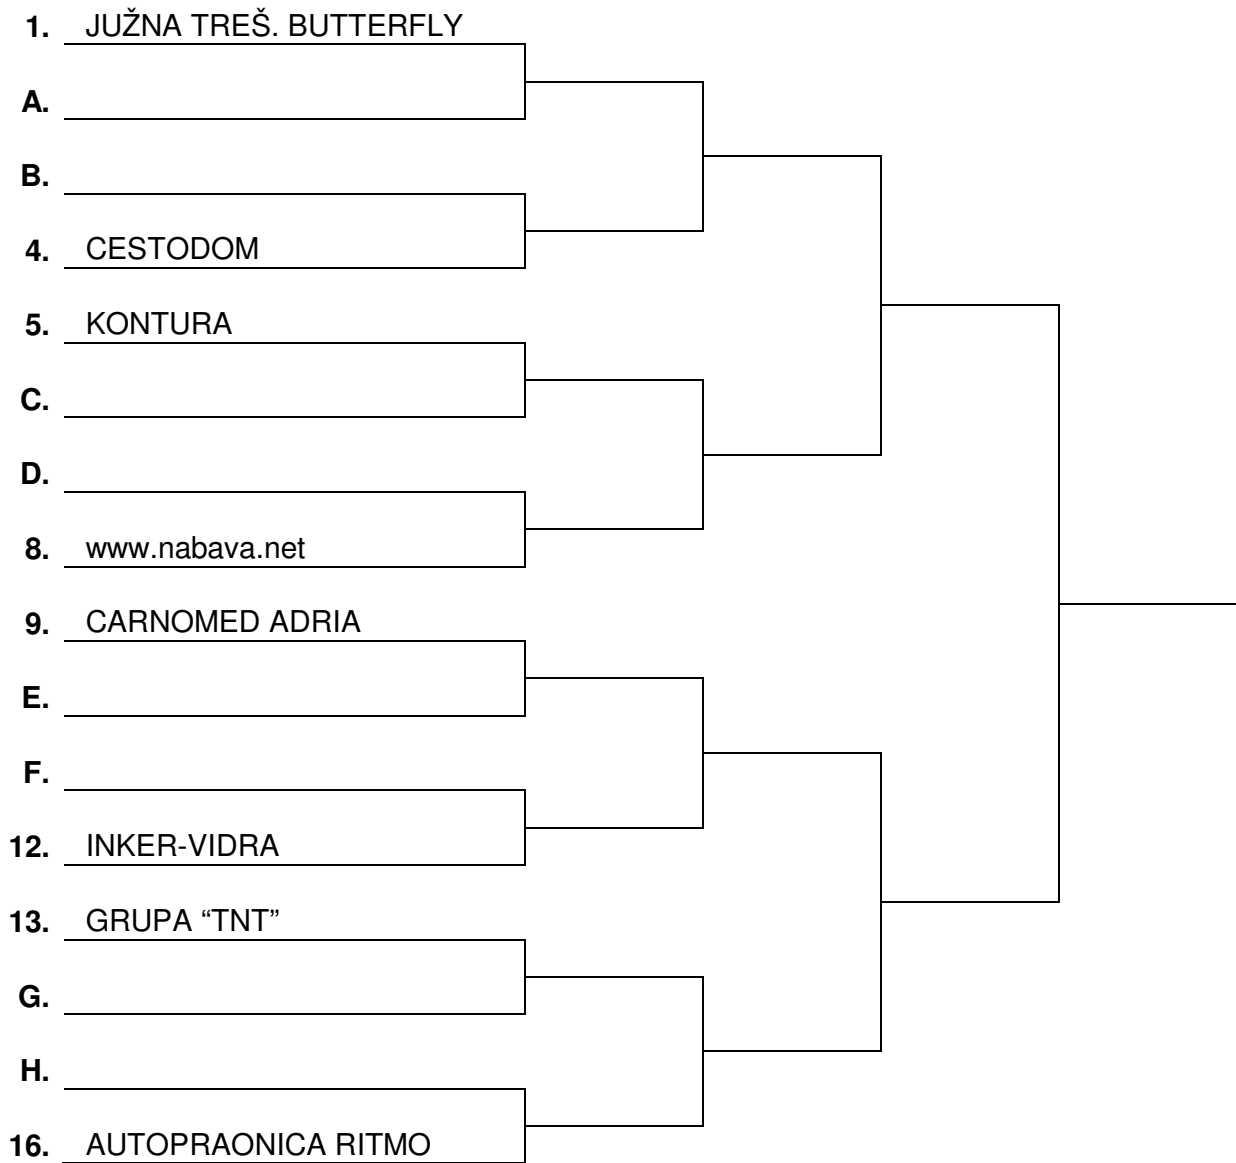 1. JUŽNA TREŠ. BUTTERFLY
A.
B.
4. CESTODOM
5. KONTURA
C.
D.
8. www.nabava.net
9. CARNOMED ADRIA
E.
F.
12. INKER-VIDRA
13. GRUPA “TNT”
G.
H.
16. AUTOPRAONICA RITMO